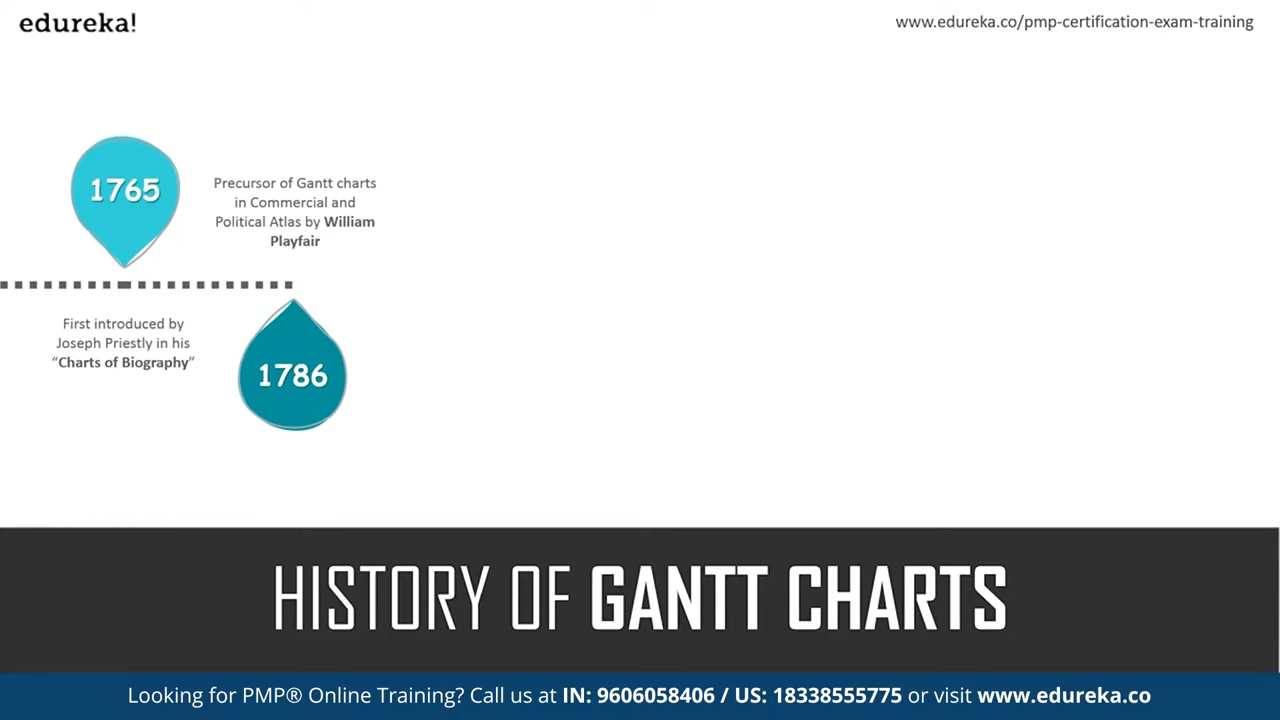 edureka!
www.edureka.co/pmp-certification-exam-training
1765
Precursor of Gantt charts
in Commercial and
Political Atlas by William
Playfair
First introduced by
Joseph Priestly in his
“Charts of Biography”
1786
HISTORY OF GANTT CHARTS
Looking for PMP® Online Training? Call us at IN: 9606058406 / US: 18338555775 or visit www.edureka.co